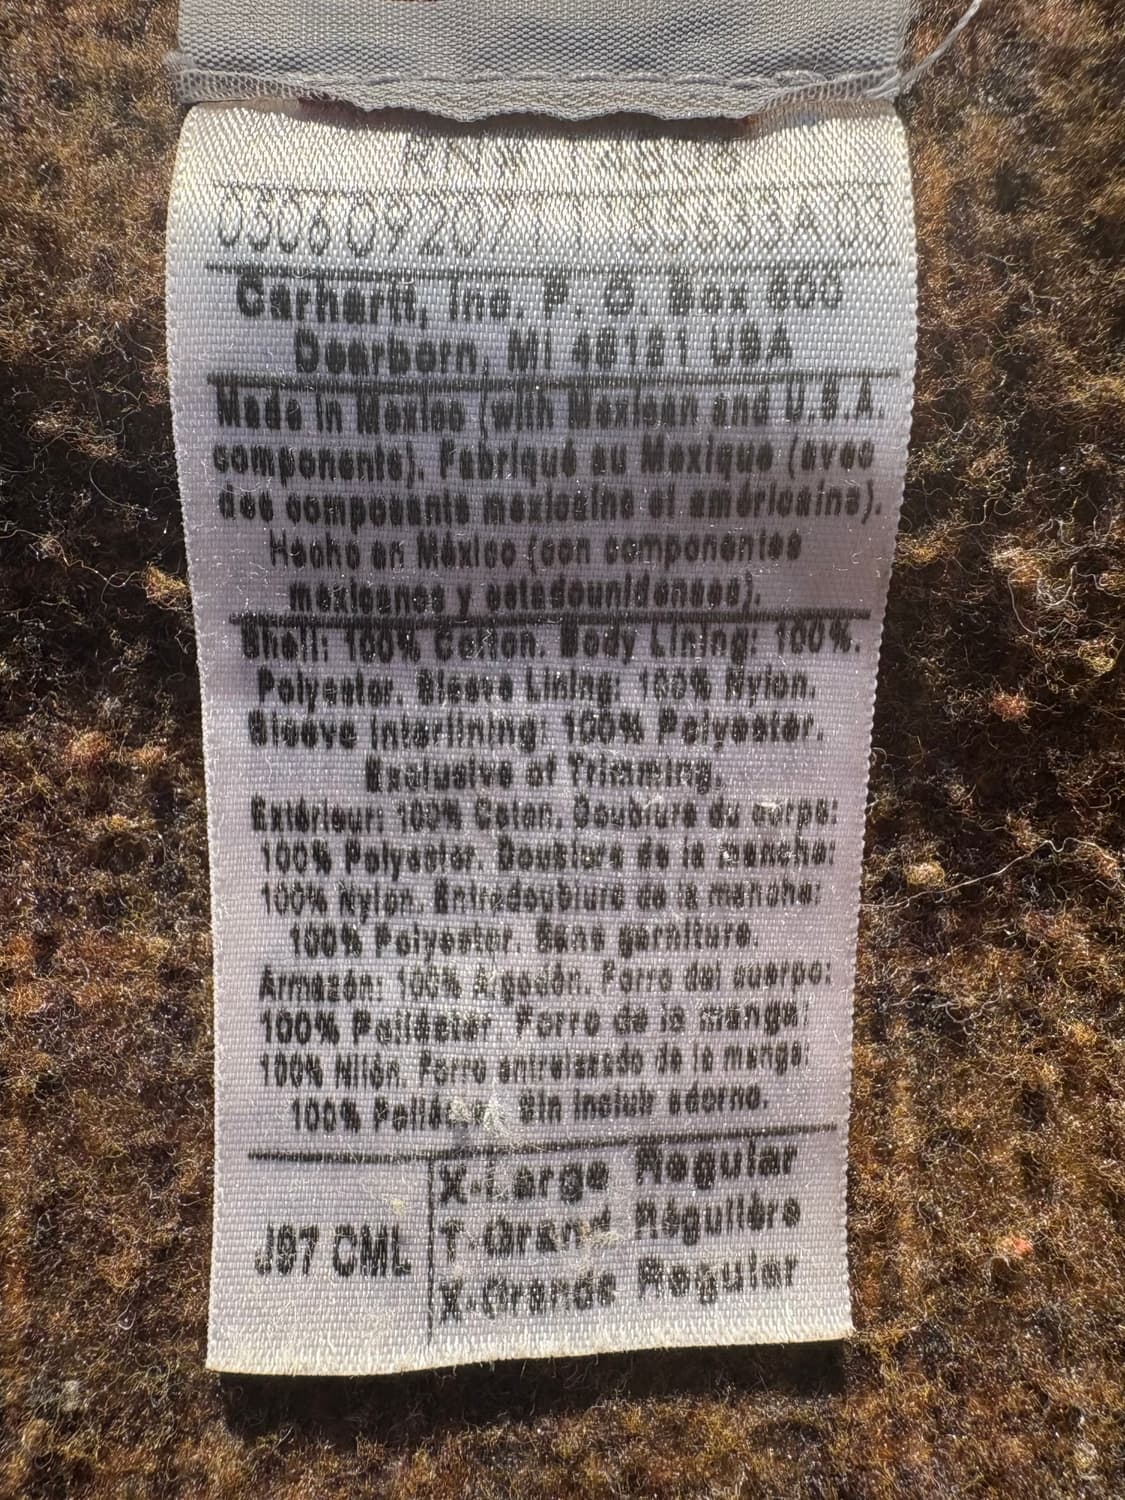 Carhartt, Inc. P. O. Box 600
Dearborn, MI 48121 USA
Made in Mexico (with Mexican and U.S.A.
components). Fabriqué au Mexique (avec
des composants mexicains et américains).
Hecho en México (con componentes
mexicanos y estadounidenses).
Shell: 100% Cotton. Body Lining: 100%
Polyester. Sleeve Lining: 100% Nylon.
Sleeve Interlining: 100% Polyester.
Exclusive of Trimming.
Extérieur: 100% Coton. Doublure du corps:
100% Polyester. Doublure de la manche:
100% Nylon. Entredoublure de la manche:
100% Polyester. Sans garniture.
Armazón: 100% Algodón. Forro del cuerpo:
100% Poliéster Forro de la manga:
100% Nilón. Forro entrelazado de la manga:
100% Sin incluir adorno.
J97 CML
X-Large Regular
T-Grand Régulière
X-Grande Regular